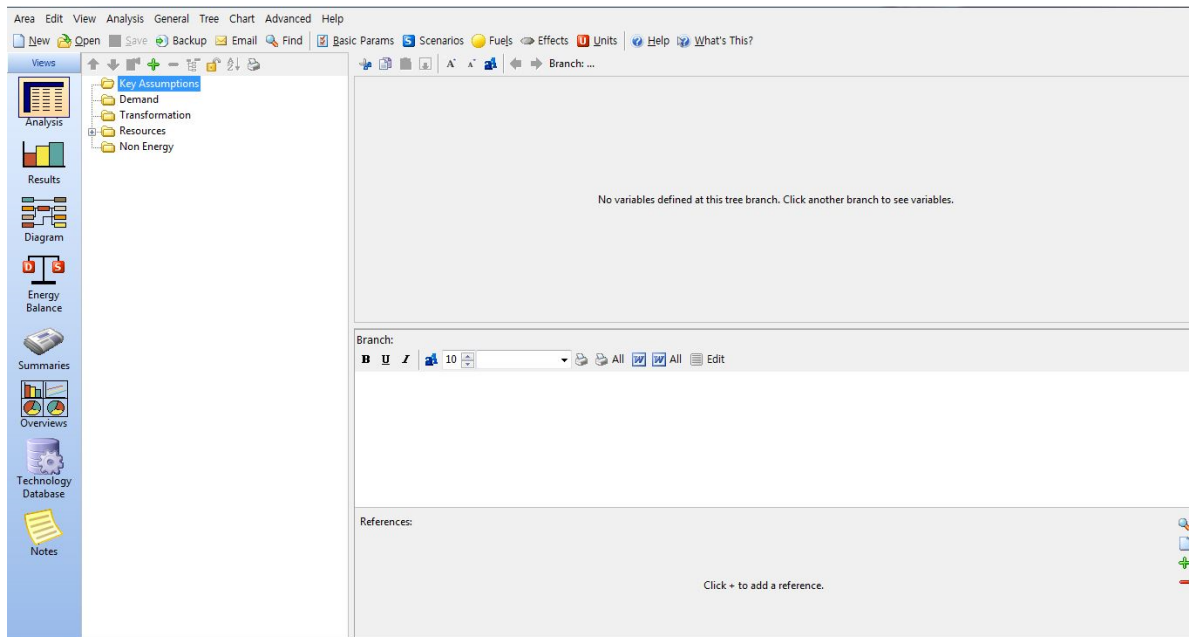 Area Edit View Analysis General Tree Chart Advanced Help
New Open Save Backup Email Find Basic Params S Scenarios Fuels Effects U Units Help What's This?
Views
Branch: ...
Key Assumptions
Demand
Transformation
Resources
Non Energy
Analysis
Results
Diagram
D S
Energy
Balance
Summaries
Overviews
Technology
Database
Notes
No variables defined at this tree branch. Click another branch to see variables.
Branch:
B U I a 10 All W W All Edit
References:
Click + to add a reference.